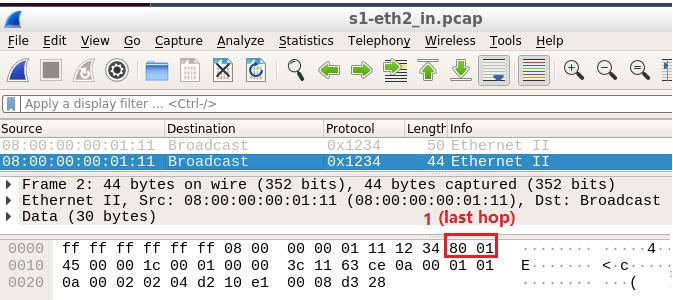 s1-eth2_in.pcap
File Edit View Go Capture Analyze Statistics Telephony Wireless Tools Help
Apply a display filter ... <Ctrl-/>
Source Destination Protocol Length Info
08:00:00:00:01:11 Broadcast 0x1234 50 Ethernet II
08:00:00:00:01:11 Broadcast 0x1234 44 Ethernet II
Frame 2: 44 bytes on wire (352 bits), 44 bytes captured (352 bits)
Ethernet II, Src: 08:00:00:00:01:11 (08:00:00:00:01:11), Dst: Broadcast
Data (30 bytes)
1 (last hop)
0000 ff ff ff ff ff ff 08 00 00 00 01 11 12 34 80 01 ········ ·····4
0010 45 00 00 1c 00 01 00 00 3c 11 63 ce 0a 00 01 01 E······· <·c·····
0020 0a 00 02 02 04 d2 10 e1 00 08 d3 28 ········ ···(